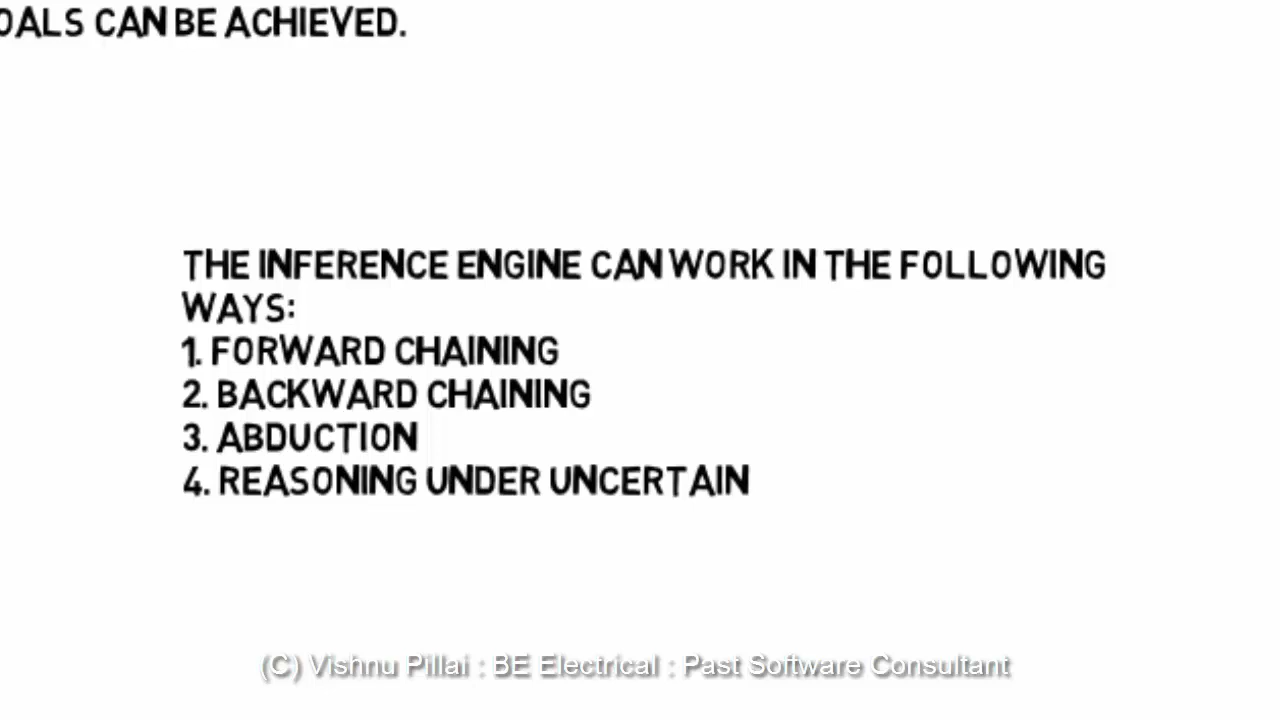 OALS CAN BE ACHIEVED.
THE INFERENCE ENGINE CAN WORK IN THE FOLLOWING
WAYS:
1. FORWARD CHAINING
2. BACKWARD CHAINING
3. ABDUCTION
4. REASONING UNDER UNCERTAIN
(C) Vishnu Pillai : BE Electrical : Past Software Consultant